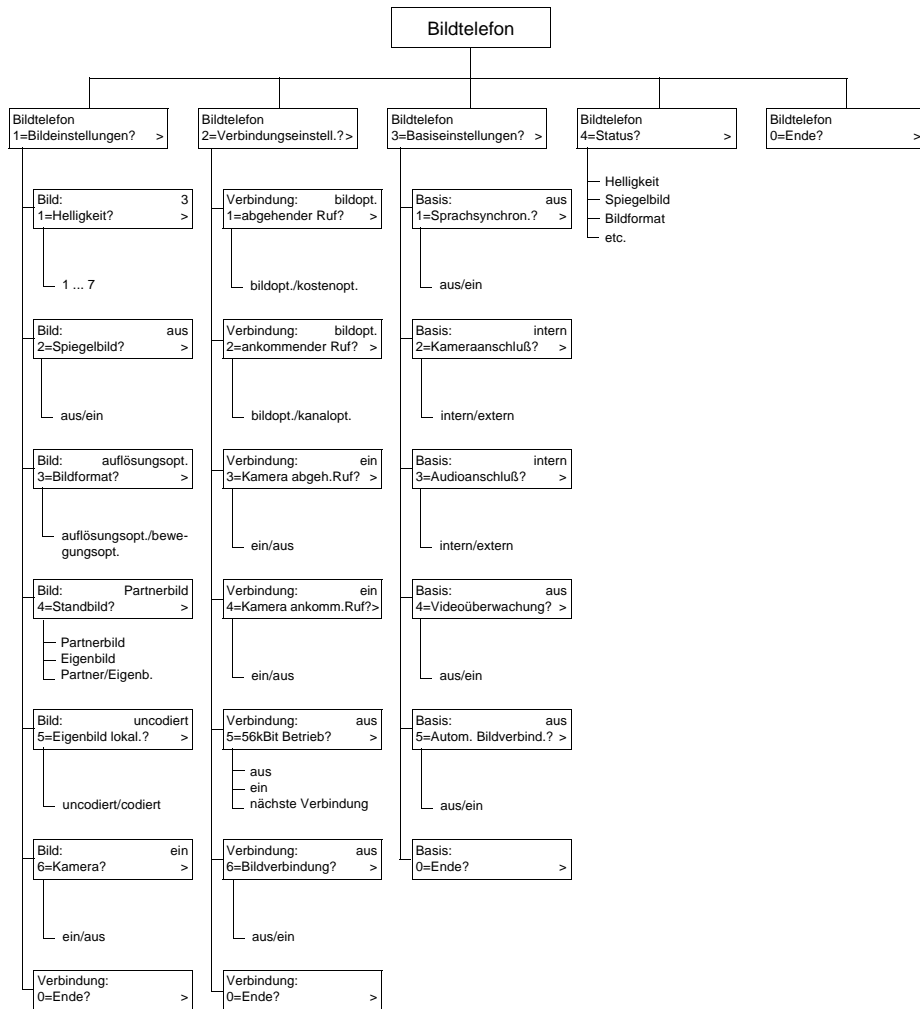 Bildtelefon
Bildtelefon
1=Bildeinstellungen? >
Bild: 3
1=Helligkeit? >
1 ... 7
Bild: aus
2=Spiegelbild? >
aus/ein
Bild: auflösungsopt.
3=Bildformat? >
auflösungsopt./bewe-
gungsopt.
Bild: Partnerbild
4=Standbild? >
Partnerbild
Eigenbild
Partner/Eigenb.
Bild: uncodiert
5=Eigenbild lokal.? >
uncodiert/codiert
Bild: ein
6=Kamera? >
ein/aus
Verbindung:
0=Ende? >
Bildtelefon
2=Verbindungseinstell.?>
Verbindung: bildopt.
1=abgehender Ruf? >
bildopt./kostenopt.
Verbindung: bildopt.
2=ankommender Ruf? >
bildopt./kanalopt.
Verbindung: ein
3=Kamera abgeh.Ruf? >
ein/aus
Verbindung: ein
4=Kamera ankomm.Ruf?>
ein/aus
Verbindung: aus
5=56kBit Betrieb? >
aus
ein
nächste Verbindung
Verbindung: aus
6=Bildverbindung? >
aus/ein
Verbindung:
0=Ende? >
Bildtelefon
3=Basiseinstellungen? >
Basis: aus
1=Sprachsynchron.? >
aus/ein
Basis: intern
2=Kameraanschluß? >
intern/extern
Basis: intern
3=Audioanschluß? >
intern/extern
Basis: aus
4=Videoüberwachung? >
aus/ein
Basis: aus
5=Autom. Bildverbind.? >
aus/ein
Basis:
0=Ende? >
Bildtelefon
4=Status? >
Helligkeit
Spiegelbild
Bildformat
etc.
Bildtelefon
0=Ende? >